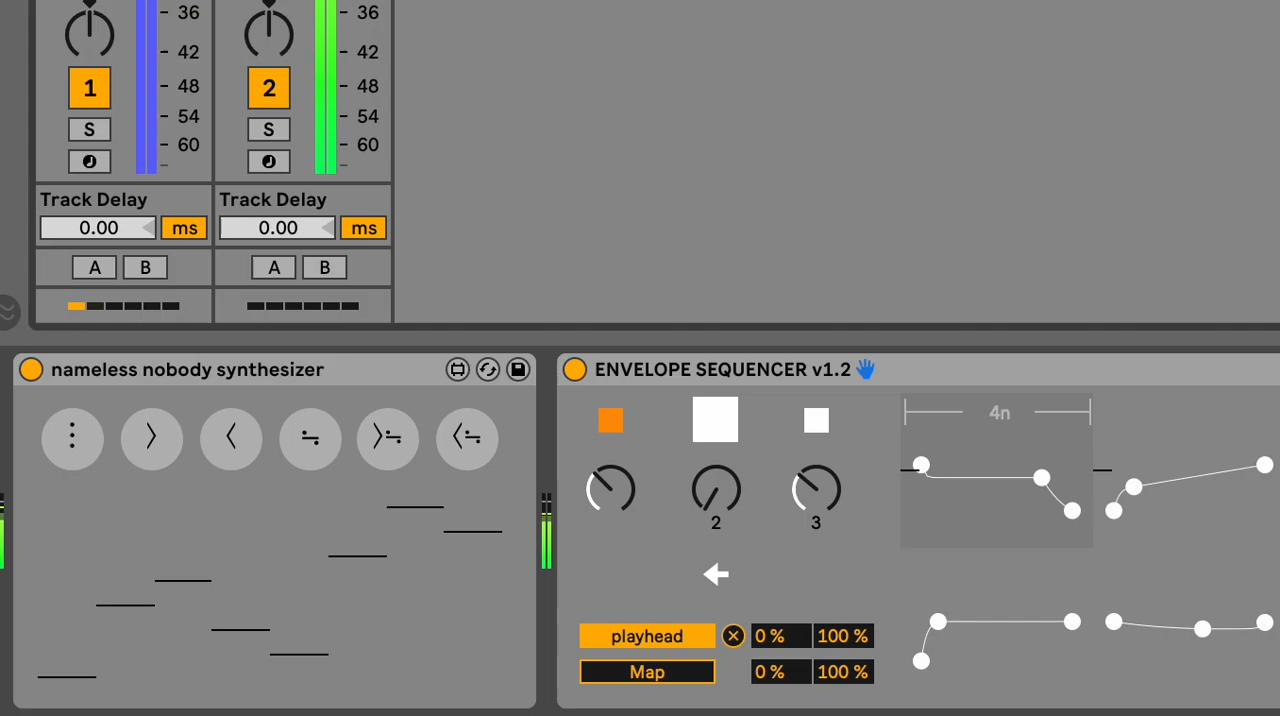 36 36
42 42
1 2 48 48
54 54
S S
60 60
Track Delay Track Delay
0.00 ms 0.00 ms
A B A B
nameless nobody synthesizer
ENVELOPE SEQUENCER v1.2
4n
2 3
playhead 0 % 100 %
Map 0 % 100 %